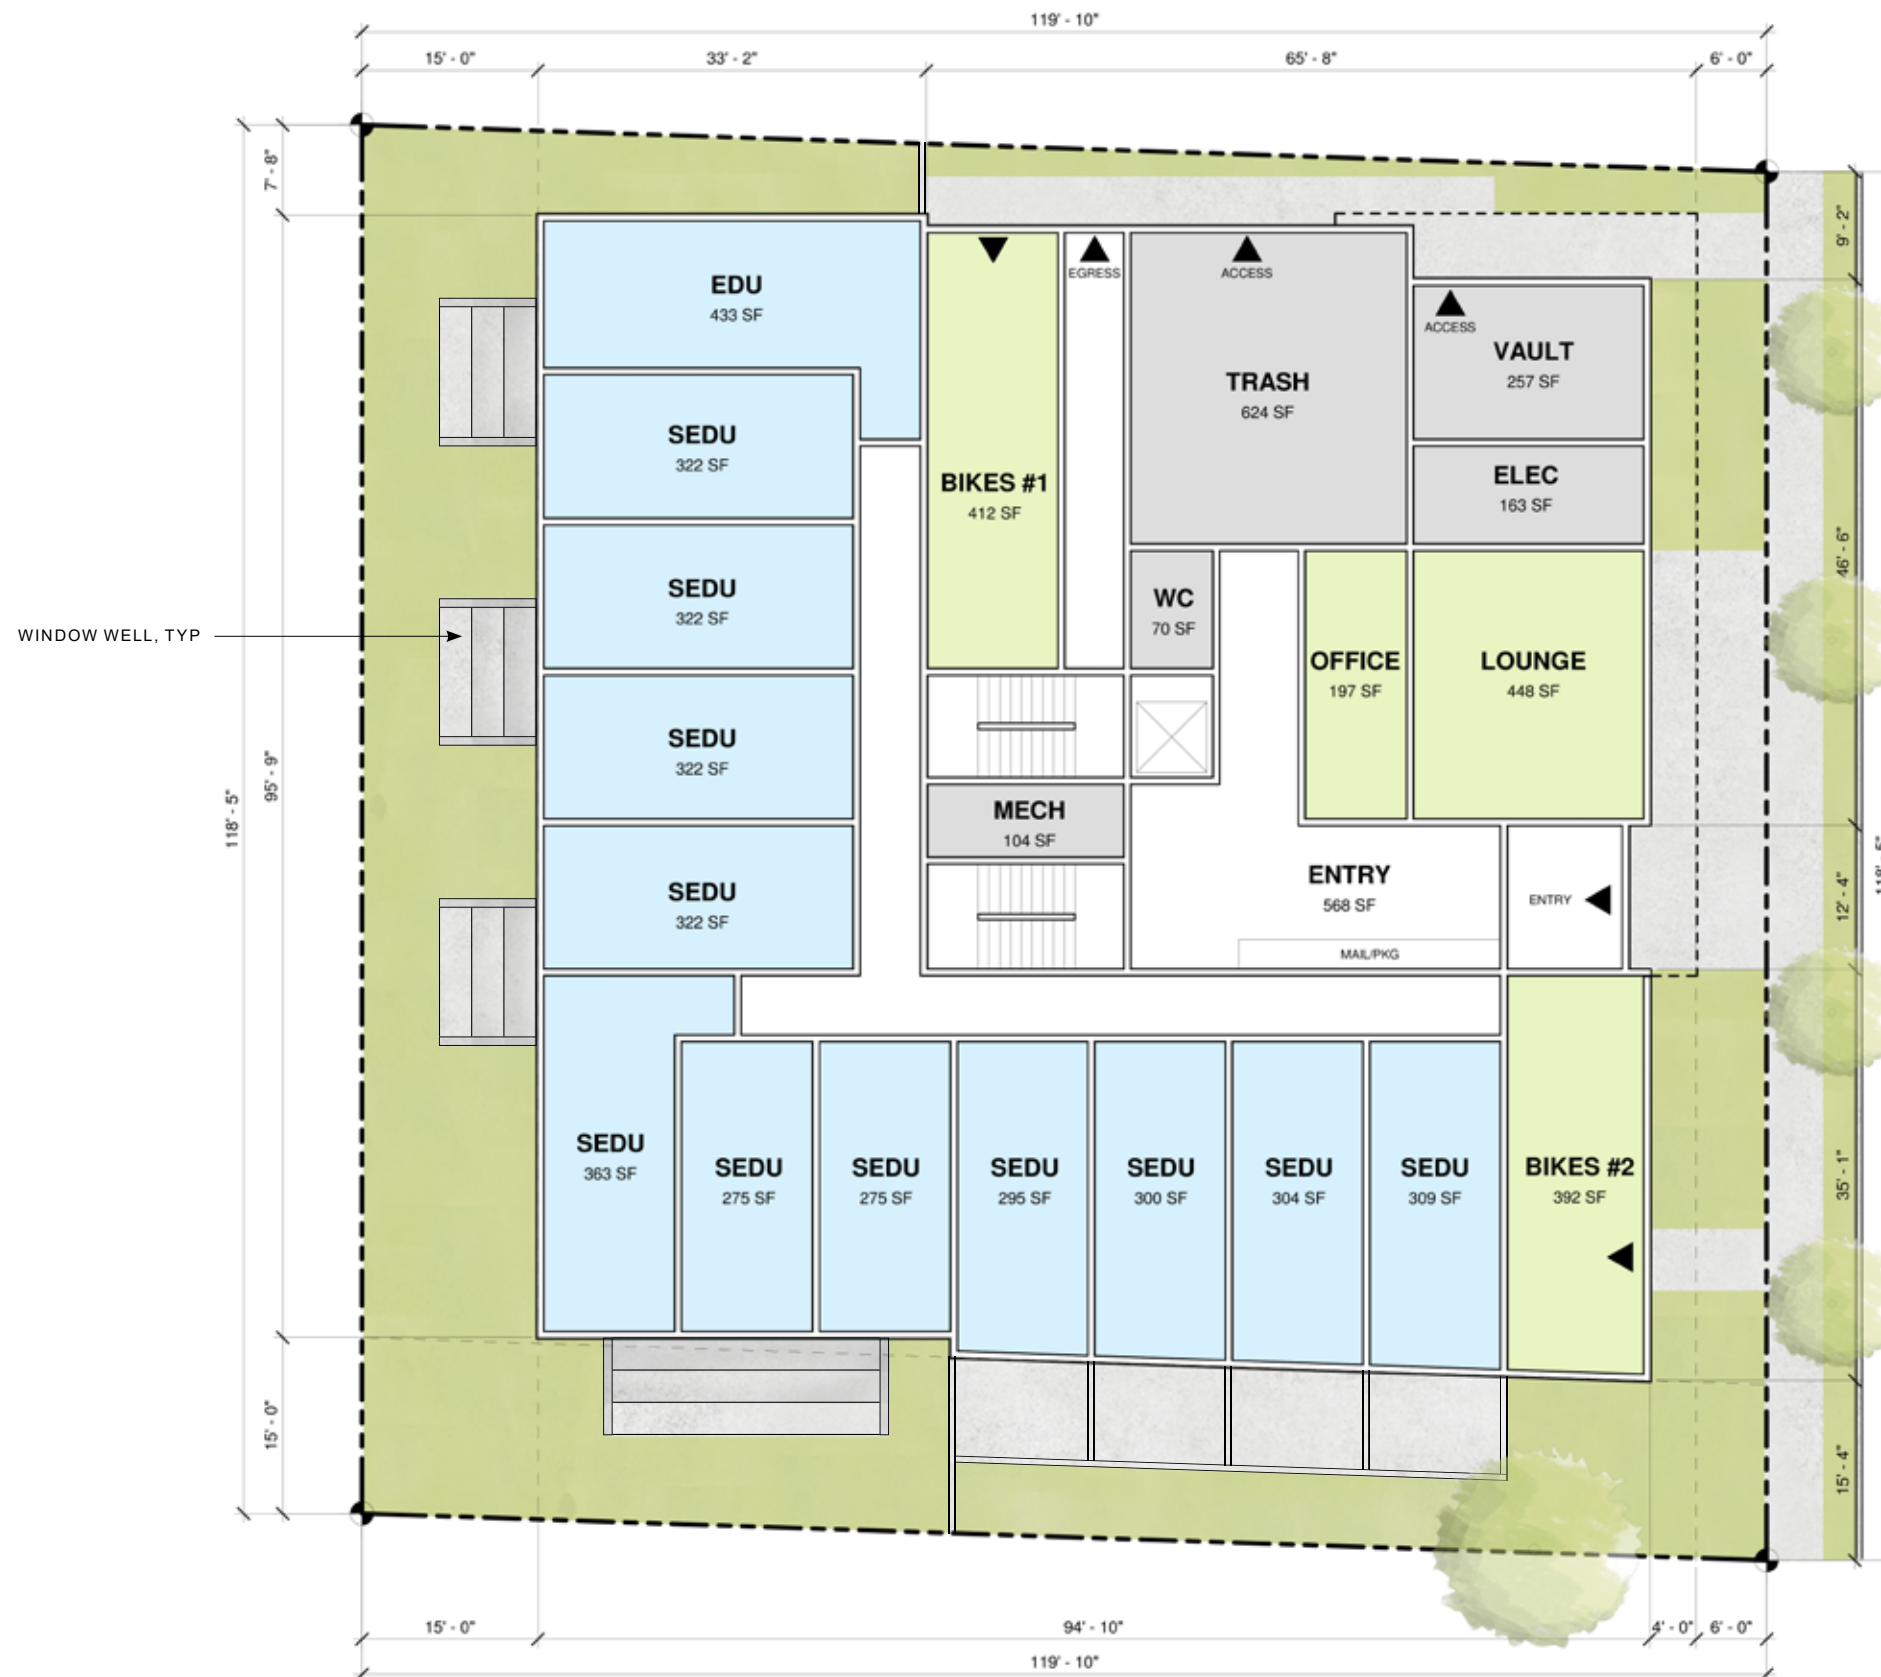 119' - 10"
15' - 0"
33' - 2"
65' - 8"
6' - 0"
7' - 8"
9' - 2"
EDU
433 SF
EGRESS
ACCESS
ACCESS
VAULT
257 SF
TRASH
624 SF
SEDU
322 SF
BIKES #1
412 SF
ELEC
163 SF
46' - 6"
SEDU
322 SF
WC
70 SF
WINDOW WELL, TYP
OFFICE
197 SF
LOUNGE
448 SF
SEDU
322 SF
95' - 9"
118' - 5"
MECH
104 SF
SEDU
322 SF
ENTRY
568 SF
ENTRY
12' - 4"
MAIL/PKG
SEDU
363 SF
SEDU
275 SF
SEDU
275 SF
SEDU
295 SF
SEDU
300 SF
SEDU
304 SF
SEDU
309 SF
BIKES #2
392 SF
35' - 1"
15' - 0"
15' - 4"
15' - 0"
94' - 10"
4' - 0"
6' - 0"
119' - 10"